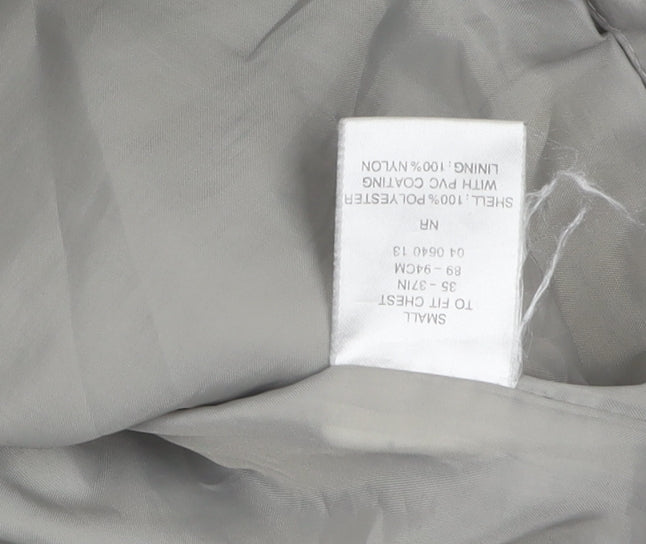 SMALL
TO FIT CHEST
35 - 37IN
89 - 94CM
04 0640 13
NR
SHELL; 100% POLYESTER
WITH PVC COATING
LINING; 100% NYLON